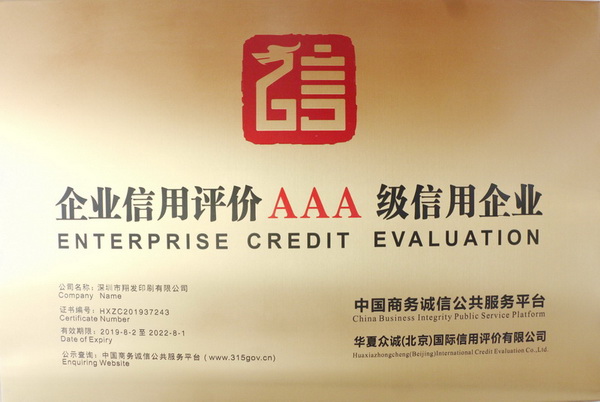 信
企业信用评价AAA 级信用企业
ENTERPRISE CREDIT EVALUATION
公司名称：深圳市翔发印刷有限公司
Company Name
证书编号：HXZC201937243
Certificate Number
有效期限：2019-8-2 至 2022-8-1
Date of Expiry
公示查询：中国商务诚信公共服务平台（www.315gov.cn）
Enquiring Website
中国商务诚信公共服务平台
China Business Integrity Public Service Platform
华夏众诚(北京)国际信用评价有限公司
Huaxiazhongcheng(Beijing)International Credit Evaluation Co.,Ltd.